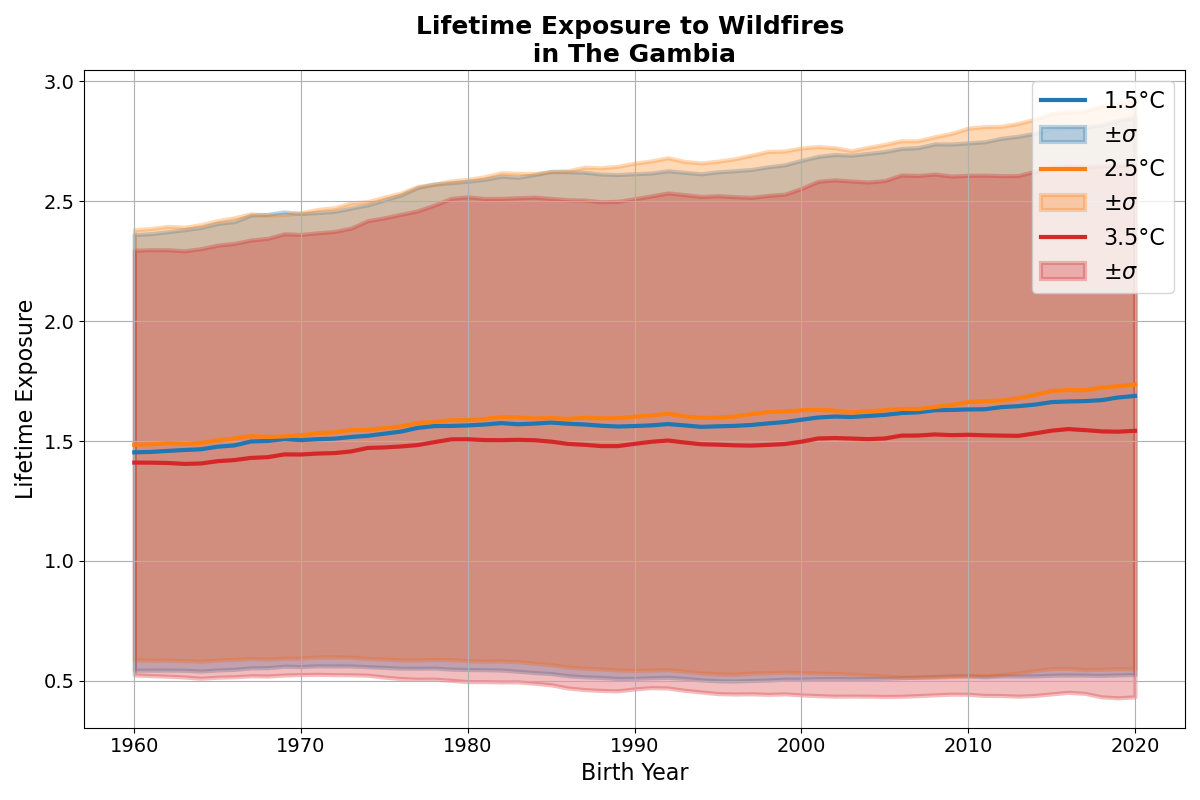 Lifetime Exposure to Wildfires
in The Gambia
3.0
2.5
2.0
1.5
1.0
0.5
Lifetime Exposure
1.5°C
±σ
2.5°C
±σ
3.5°C
±σ
1960
1970
1980
1990
2000
2010
2020
Birth Year